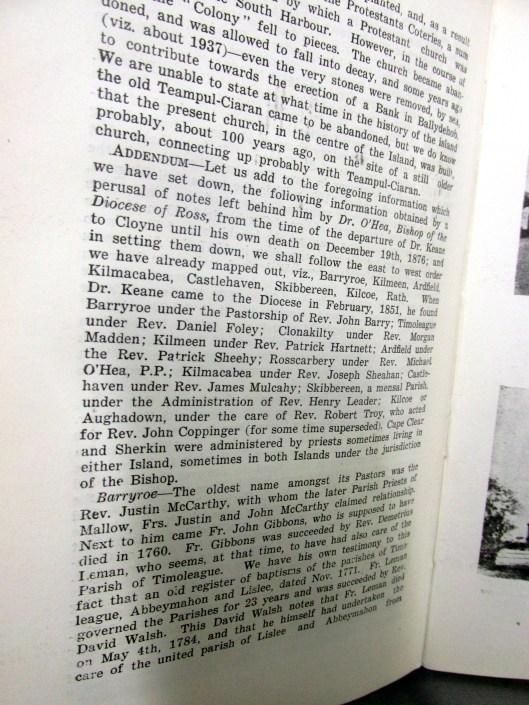 planted, and, as a result
by which a Protestants Coteries, a sum
South Harbour. Protestant church was
the "Colony" fell to pieces. However, in the course of
doned, and was allowed to fall into decay, and some years ago
(viz. about 1937)—even the very stones were removed, by sea,
to contribute towards the erection of a Bank in Ballydehob.
We are unable to state at what time in the history of the island
the old Teampul-Ciaran came to be abandoned, but we do know
that the present church, in the centre of the Island, was built,
probably, about 100 years ago, on the site of a still older
church, connecting up probably with Teampul-Ciaran.
ADDENDUM—Let us add to the foregoing information which
we have set down, the following information obtained by a
perusal of notes left behind him by Dr. O'Hea, Bishop of the
Diocese of Ross, from the time of the departure of Dr. Keane
to Cloyne until his own death on December 19th, 1876; and
in setting them down, we shall follow the east to west order
we have already mapped out, viz., Barryroe, Kilmeen, Ardfield,
Kilmacabea, Castlehaven, Skibbereen, Kilcoe, Rath. When
Dr. Keane came to the Diocese in February, 1851, he found
Barryroe under the Pastorship of Rev. John Barry; Timoleague
under Rev. Daniel Foley; Clonakilty under Rev. Morgan
Madden; Kilmeen under Rev. Patrick Hartnett; Ardfield under
the Rev. Patrick Sheehy; Rosscarbery under Rev. Michael
O'Hea, P.P.; Kilmacabea under Rev. Joseph Sheahan; Castle-
haven under Rev. James Mulcahy; Skibbereen, a mensal Parish,
under the Administration of Rev. Henry Leader; Kilcoe or
Aughadown, under the care of Rev. Robert Troy, who acted
for Rev. John Coppinger (for some time superseded). Cape Clear
and Sherkin were administered by priests sometimes living in
either Island, sometimes in both Islands under the jurisdiction
of the Bishop.
Barryroe—The oldest name amongst its Pastors was the
Rev. Justin McCarthy, with whom the later Parish Priests of
Mallow, Frs. Justin and John McCarthy claimed relationship.
Next to him came Fr. John Gibbons, who is supposed to have
died in 1760. Fr. Gibbons was succeeded by Rev. Demetrius
Leman, who seems, at that time, to have had also care of the
Parish of Timoleague. We have his own testimony to this
fact that an old register of baptisms of the parishes of Timo-
league, Abbeymahon and Lislee, dated Nov. 1771. Fr. Leman
governed the Parishes for 23 years and was succeeded by Rev.
David Walsh. This David Walsh notes that Fr. Leman died
on May 4th, 1784, and that he himself had undertaken the
care of the united parish of Lislee and Abbeymahon from